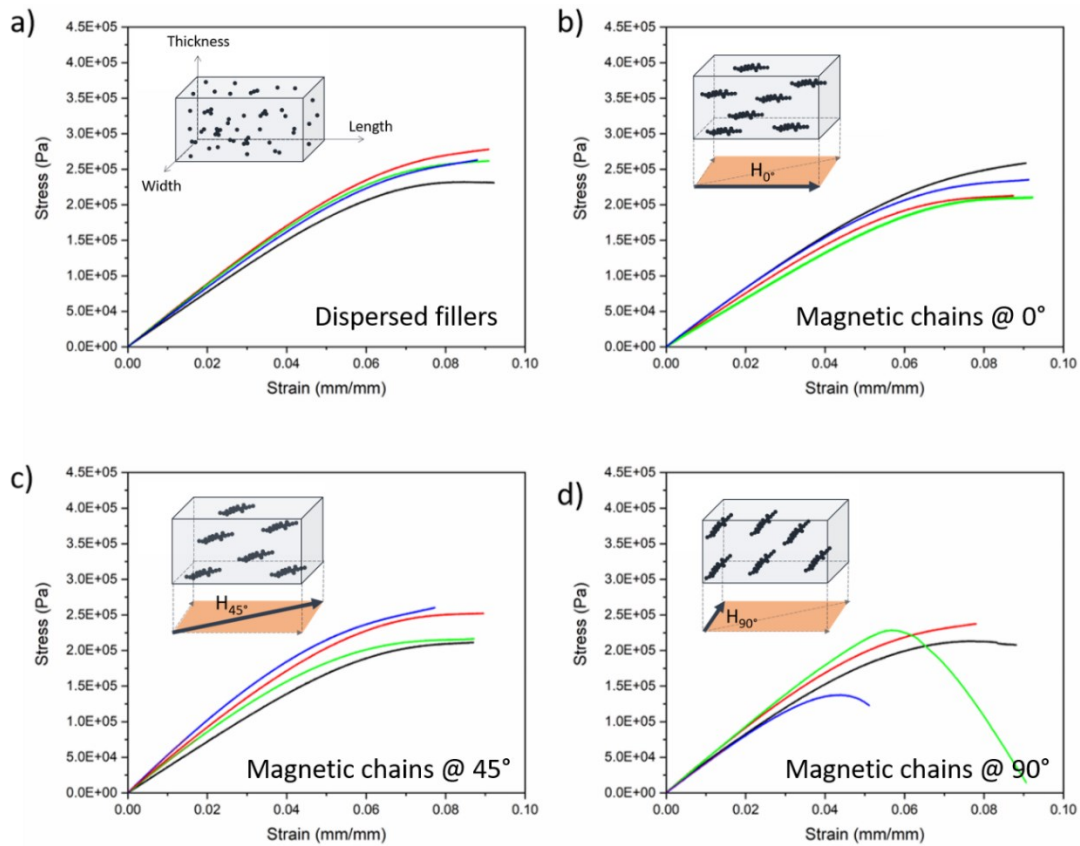 a)
4.5E+05
4.0E+05
3.5E+05
3.0E+05
2.5E+05
2.0E+05
1.5E+05
1.0E+05
5.0E+04
0.0E+00
Stress (Pa)
Thickness
Length
Width
Dispersed fillers
0.00 0.02 0.04 0.06 0.08 0.10
Strain (mm/mm)
b)
4.5E+05
4.0E+05
3.5E+05
3.0E+05
2.5E+05
2.0E+05
1.5E+05
1.0E+05
5.0E+04
0.0E+00
Stress (Pa)
H0°
Magnetic chains @ 0°
0.00 0.02 0.04 0.06 0.08 0.10
Strain (mm/mm)
c)
4.5E+05
4.0E+05
3.5E+05
3.0E+05
2.5E+05
2.0E+05
1.5E+05
1.0E+05
5.0E+04
0.0E+00
Stress (Pa)
H45°
Magnetic chains @ 45°
0.00 0.02 0.04 0.06 0.08 0.10
Strain (mm/mm)
d)
4.5E+05
4.0E+05
3.5E+05
3.0E+05
2.5E+05
2.0E+05
1.5E+05
1.0E+05
5.0E+04
0.0E+00
Stress (Pa)
H90°
Magnetic chains @ 90°
0.00 0.02 0.04 0.06 0.08 0.10
Strain (mm/mm)